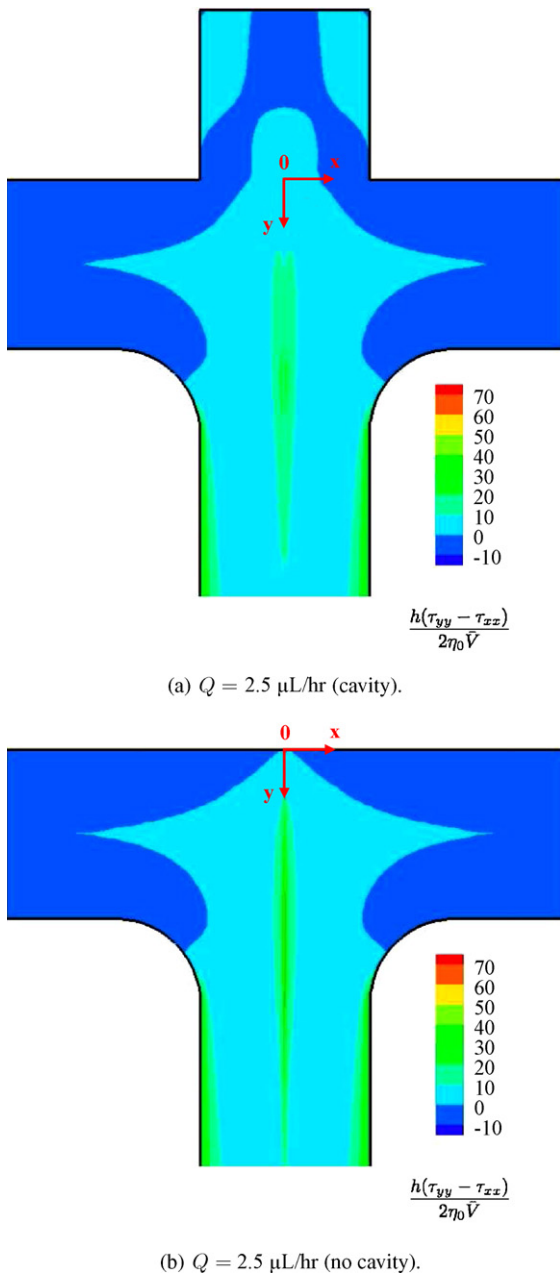 0
x
y
70
60
50
40
30
20
10
0
-10
h(τyy − τxx)
2η0V̄
(a) Q = 2.5 μL/hr (cavity).
0
x
y
70
60
50
40
30
20
10
0
-10
h(τyy − τxx)
2η0V̄
(b) Q = 2.5 μL/hr (no cavity).